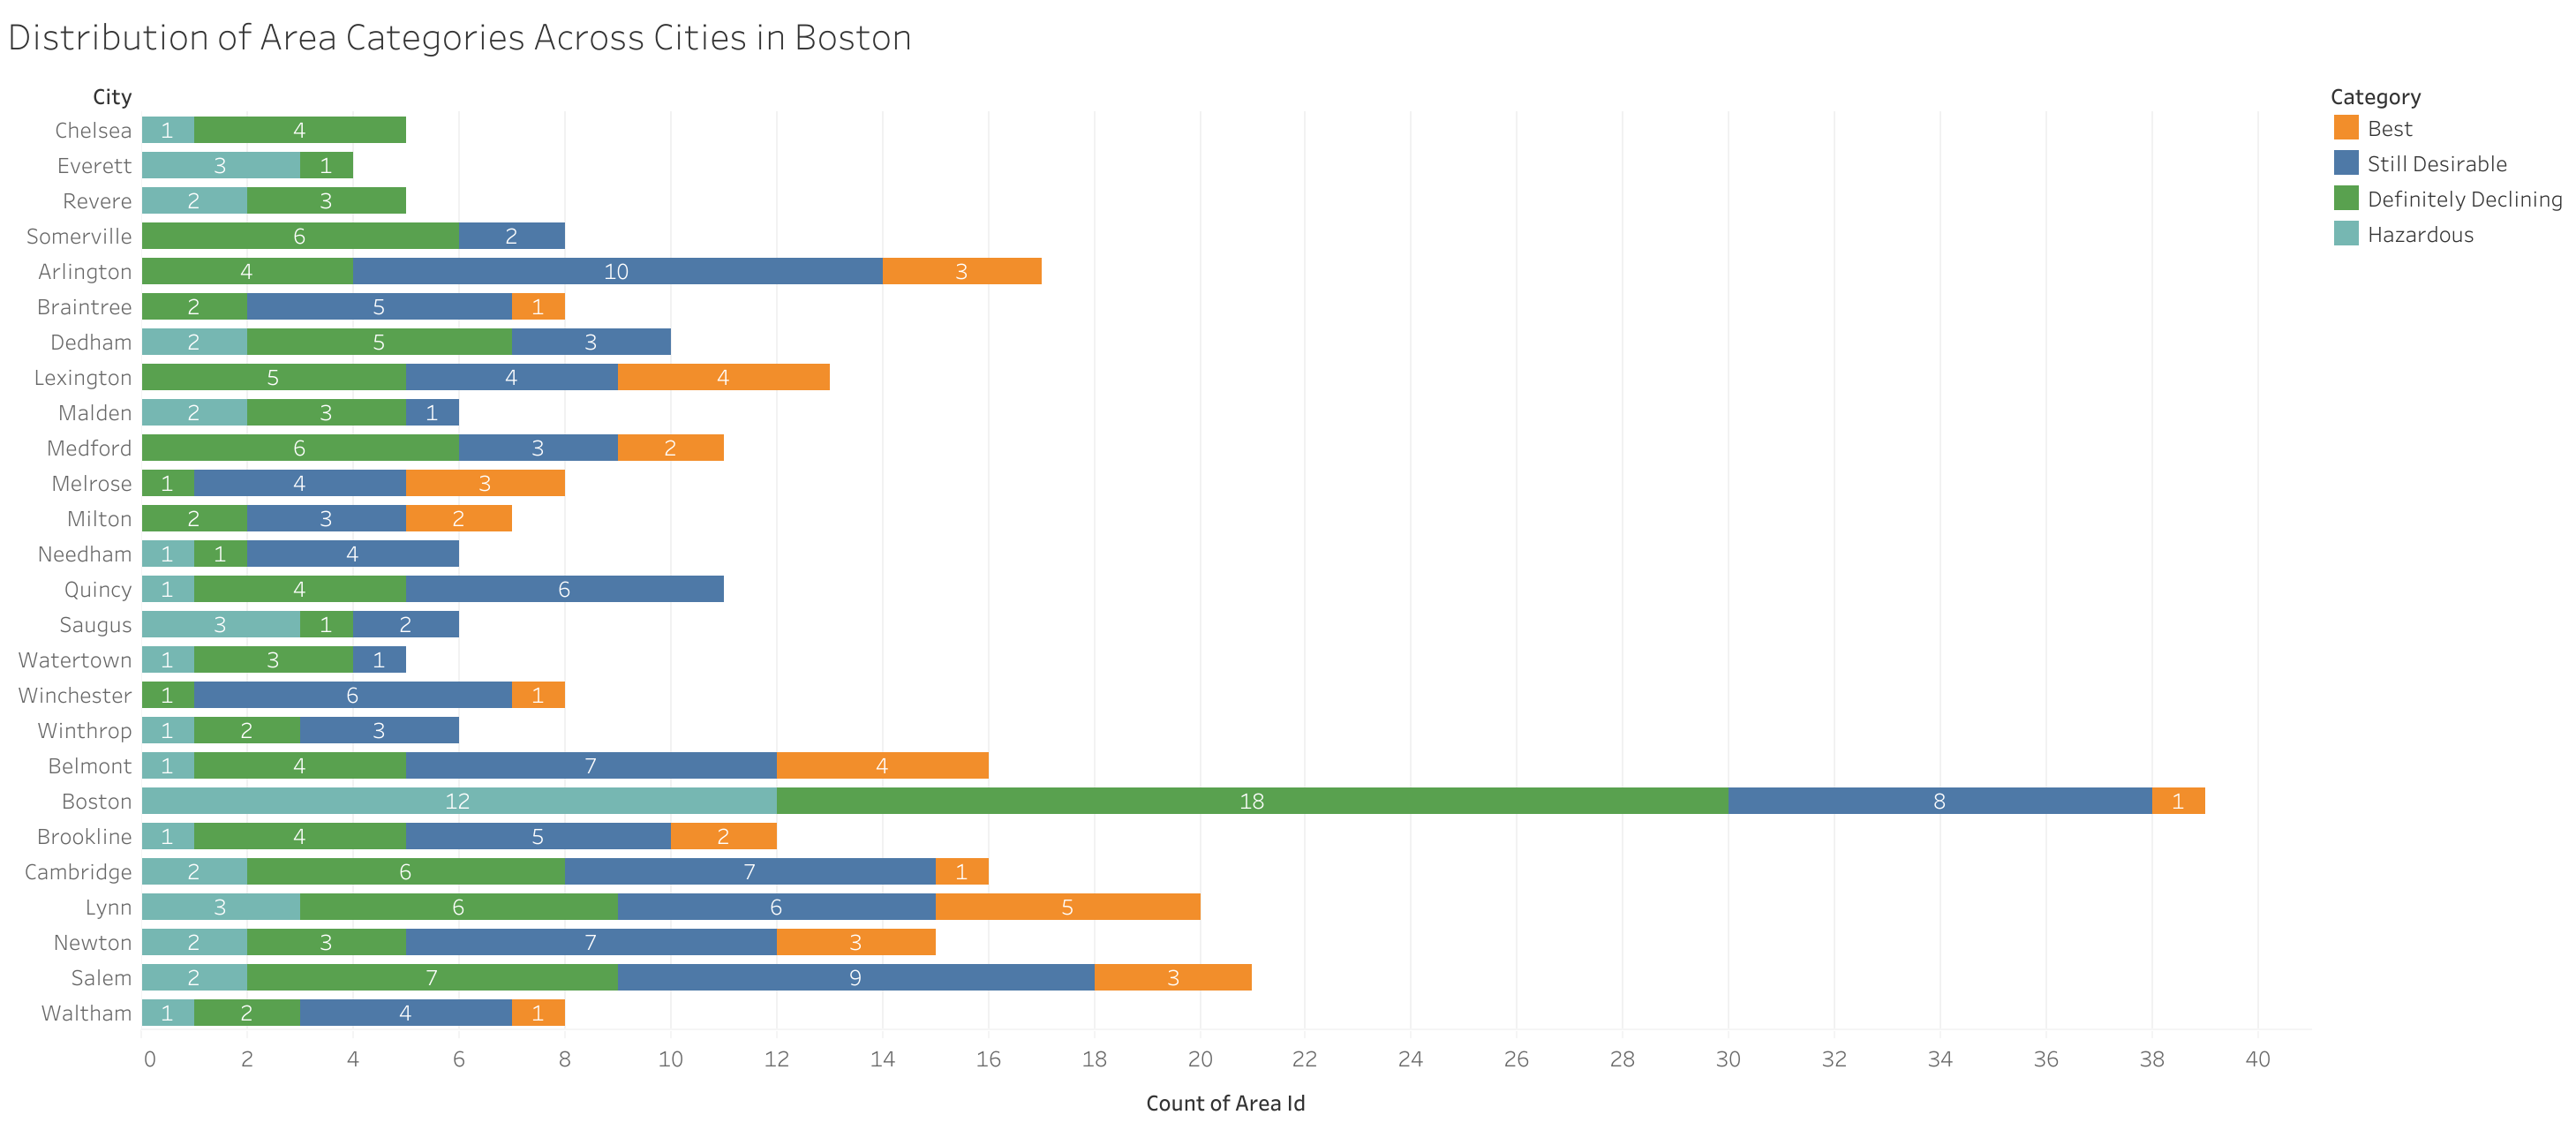 Distribution of Area Categories Across Cities in Boston
City
Chelsea 1 4
Everett 3 1
Revere 2 3
Somerville 6 2
Arlington 4 10 3
Braintree 2 5 1
Dedham 2 5 3
Lexington 5 4 4
Malden 2 3 1
Medford 6 3 2
Melrose 1 4 3
Milton 2 3 2
Needham 1 1 4
Quincy 1 4 6
Saugus 3 1 2
Watertown 1 3 1
Winchester 1 6 1
Winthrop 1 2 3
Belmont 1 4 7 4
Boston 12 18 8 1
Brookline 1 4 5 2
Cambridge 2 6 7 1
Lynn 3 6 6 5
Newton 2 3 7 3
Salem 2 7 9 3
Waltham 1 2 4 1
0 2 4 6 8 10 12 14 16 18 20 22 24 26 28 30 32 34 36 38 40
Count of Area Id
Category
Best
Still Desirable
Definitely Declining
Hazardous